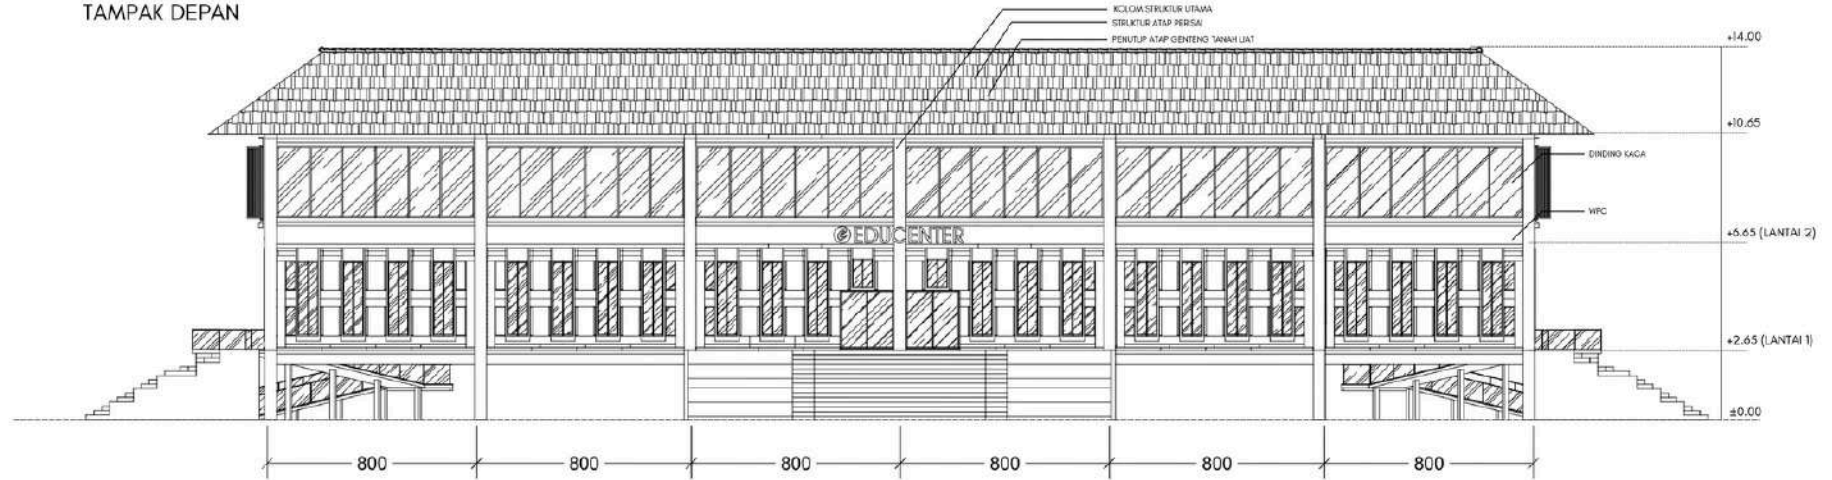 TAMPAK DEPAN
KOLOM STRUKTUR UTAMA
STRUKTUR ATAP PERISAI
PENUTUP ATAP GENTENG TANAH LIAT
+14.00
+10.65
DINDING KACA
WPC
EDUCENTER
+6.65 (LANTAI 2)
+2.65 (LANTAI 1)
±0.00
800 800 800 800 800 800